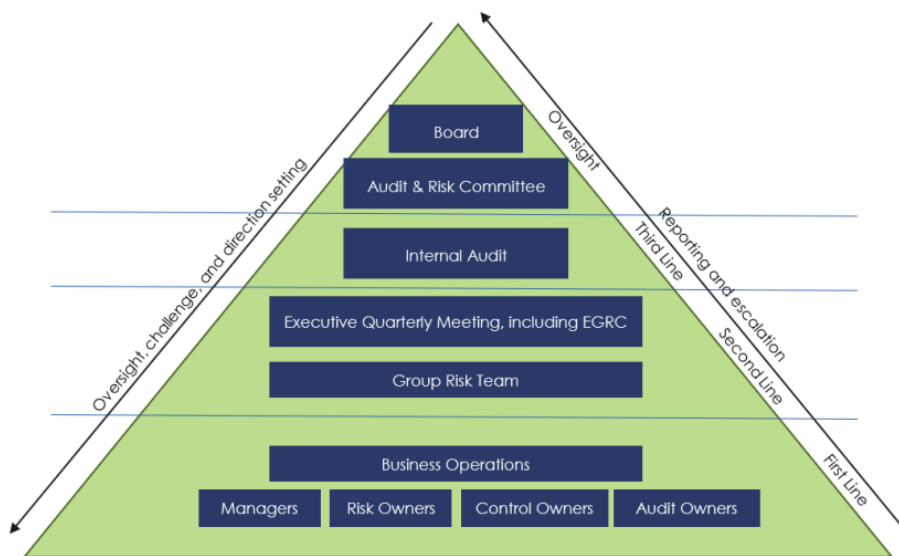 Board
Oversight
Audit & Risk Committee
Oversight, challenge, and direction setting
Reporting and escalation
Internal Audit
Third Line
Executive Quarterly Meeting, including EGRC
Second Line
Group Risk Team
Business Operations
First Line
Managers
Risk Owners
Control Owners
Audit Owners